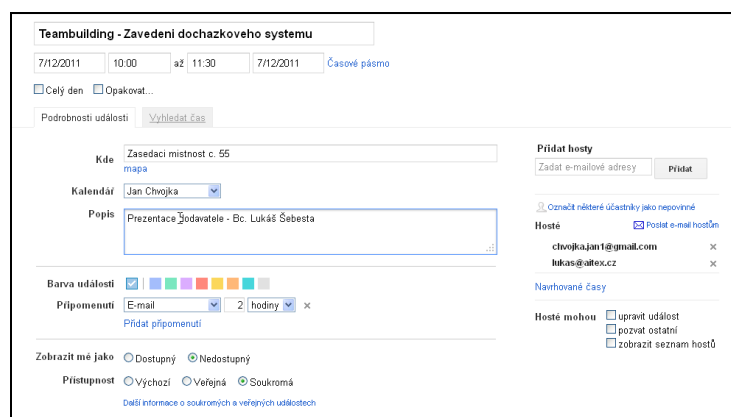 Teambuilding - Zavedeni dochazkoveho systemu
7/12/2011 10:00 až 11:30 7/12/2011 Časové pásmo
Celý den Opakovat...
Podrobnosti události Vyhledat čas
Kde Zasedaci mistnost c. 55
mapa
Kalendář Jan Chvojka
Popis Prezentace dodavatele - Bc. Lukáš Šebesta
Barva události
Připomenutí E-mail 2 hodiny ×
Přidat připomenutí
Zobrazit mé jako Dostupný Nedostupný
Přístupnost Výchozí Veřejná Soukromá
Další informace o soukromých a veřejných událostech
Přidat hosty
Zadat e-mailové adresy Přidat
Označit některé účastníky jako nepovinné
Hosté Poslat e-mail hostům
chvojka.jan1@gmail.com ×
lukas@aitex.cz ×
Navrhované časy
Hosté mohou upravit událost
pozvat ostatní
zobrazit seznam hostů